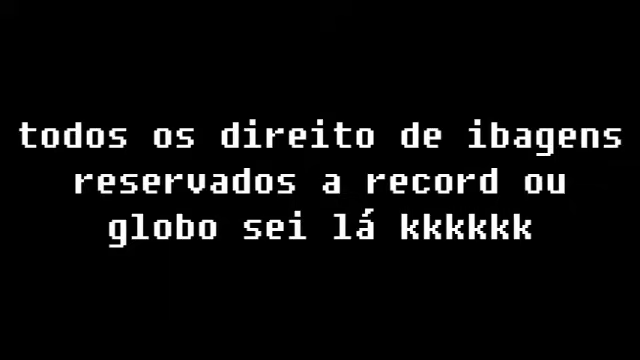 todos os direito de ibagens
reservados a record ou
globo sei lá kkkkkk